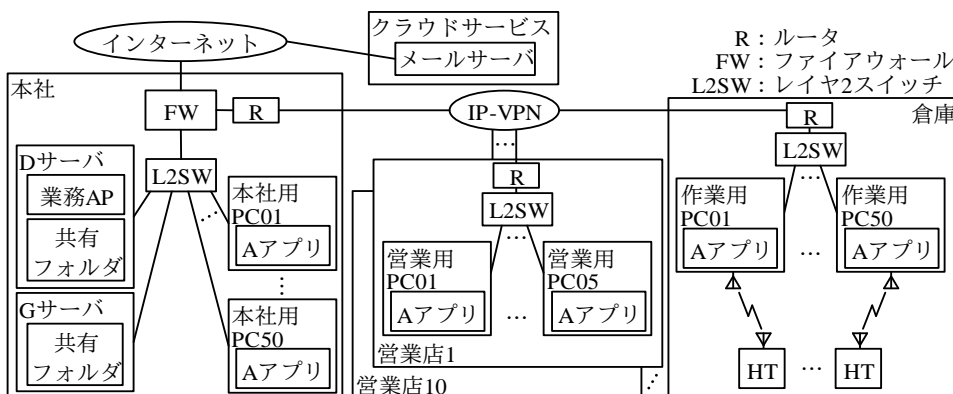 インターネット
クラウドサービス
メールサーバ
R：ルータ
FW：ファイアウォール
L2SW：レイヤ2スイッチ
本社
FW
R
IP-VPN
R
倉庫
L2SW
Dサーバ
業務AP
共有
フォルダ
L2SW
本社用
PC01
Aアプリ
…
R
L2SW
…
営業用
PC01
Aアプリ
…
営業用
PC05
Aアプリ
営業店1
営業店10
…
作業用
PC01
Aアプリ
…
作業用
PC50
Aアプリ
Gサーバ
共有
フォルダ
…
本社用
PC50
Aアプリ
HT
…
HT